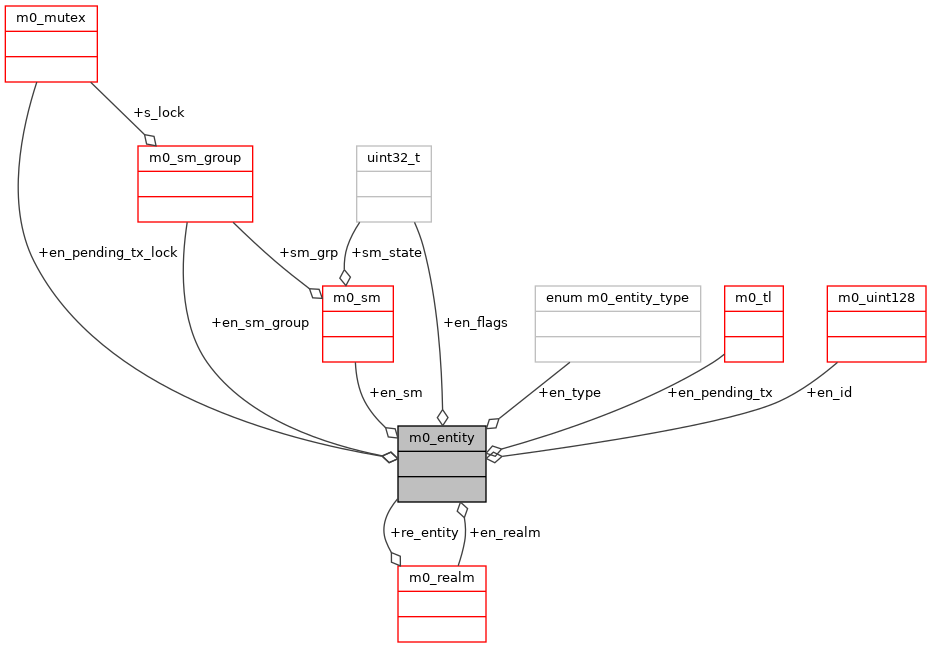 m0_mutex
+s_lock
m0_sm_group
uint32_t
+en_pending_tx_lock
+sm_grp
+sm_state
m0_sm
enum m0_entity_type
m0_tl
m0_uint128
+en_sm_group
+en_flags
+en_sm
+en_type
+en_pending_tx
+en_id
m0_entity
+re_entity
+en_realm
m0_realm